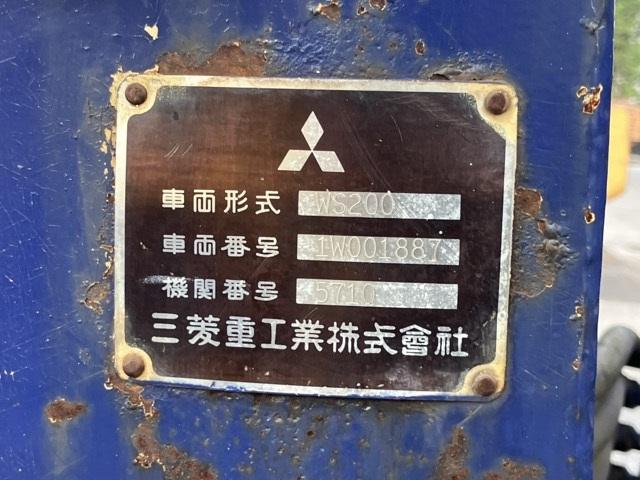 車両形式 WS200
車両番号 1W001887
機関番号 5710
三菱重工業株式會社